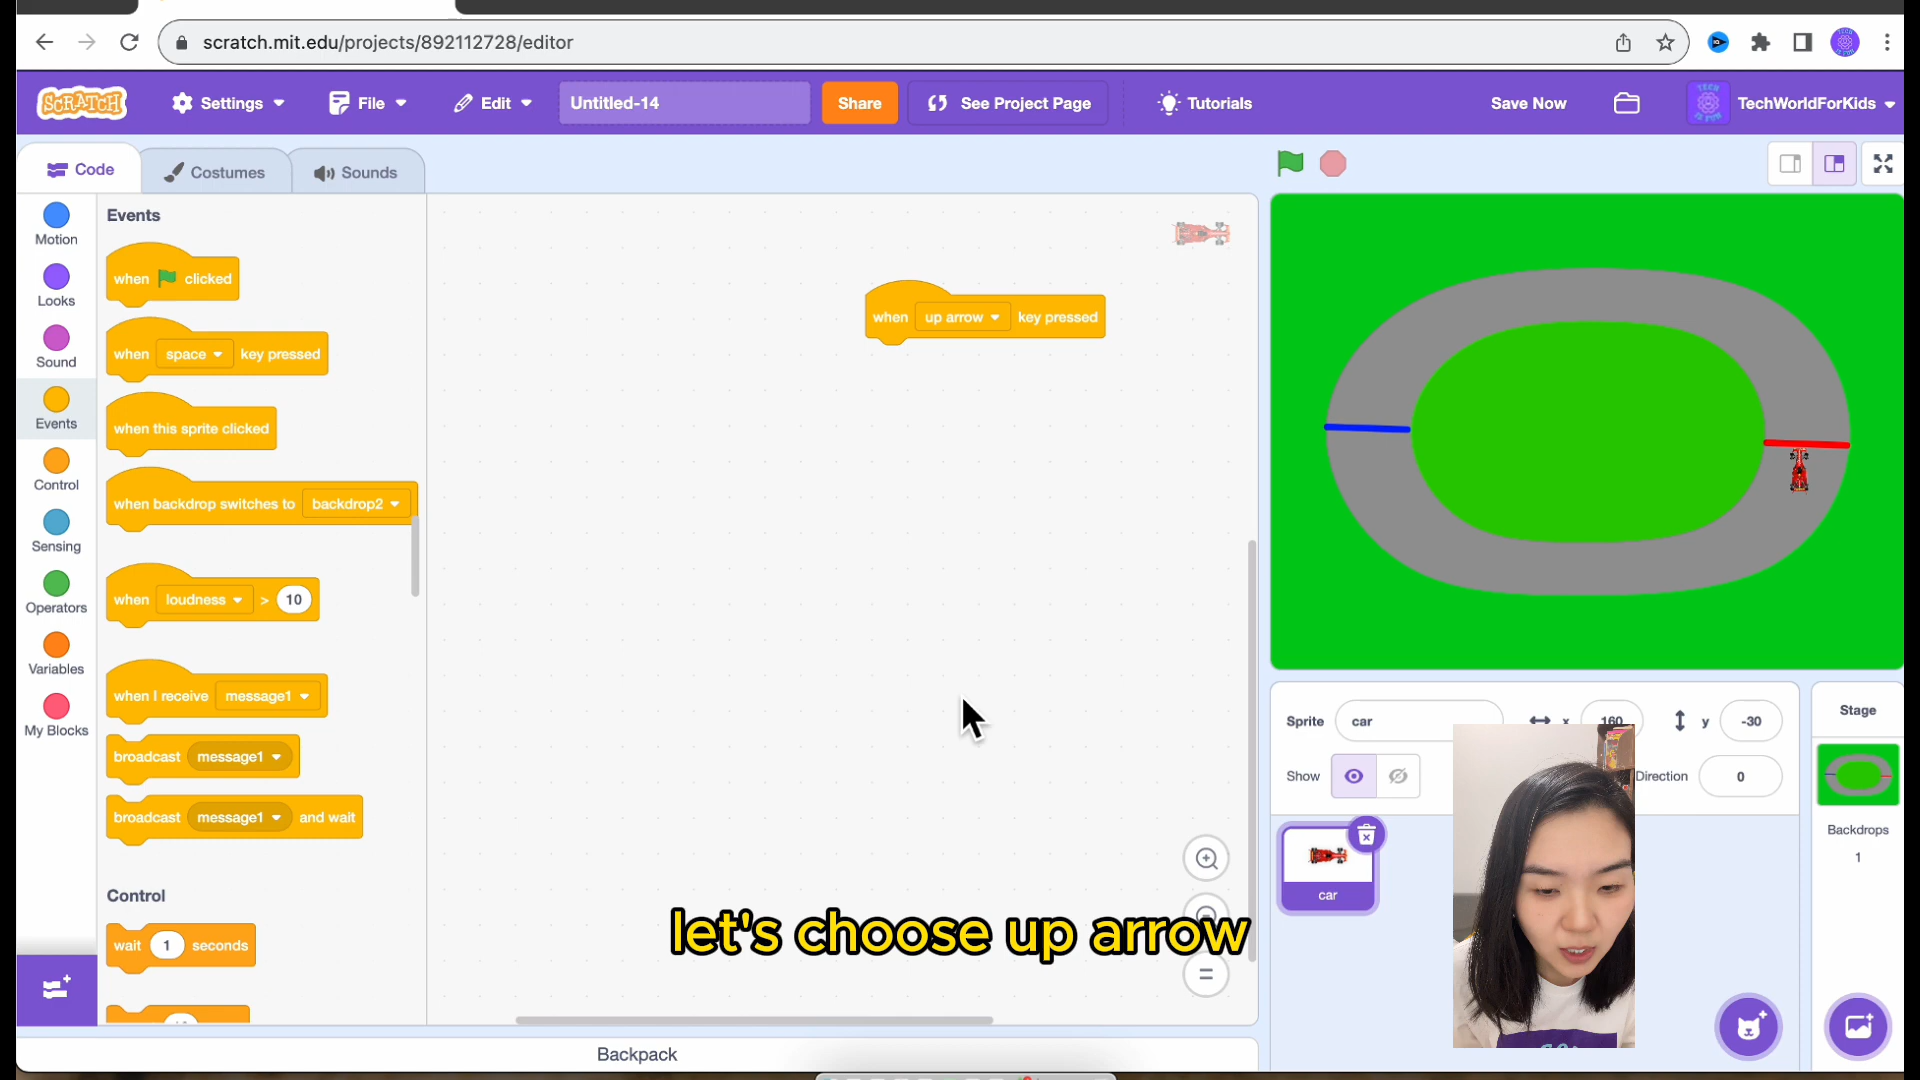 scratch.mit.edu/projects/892112728/editor
SCRATCH
Settings
File
Edit
Untitled-14
Share
See Project Page
Tutorials
Save Now
TechWorldForKids
Code
Costumes
Sounds
Motion
Looks
Sound
Events
Control
Sensing
Operators
Variables
My Blocks
Events
when clicked
when space key pressed
when this sprite clicked
when backdrop switches to backdrop2
when loudness > 10
when I receive message1
broadcast message1
broadcast message1 and wait
Control
wait 1 seconds
when up arrow key pressed
let's choose up arrow
Backpack
Sprite car x 160 y -30
Show Direction 0
car
Stage
Backdrops
1